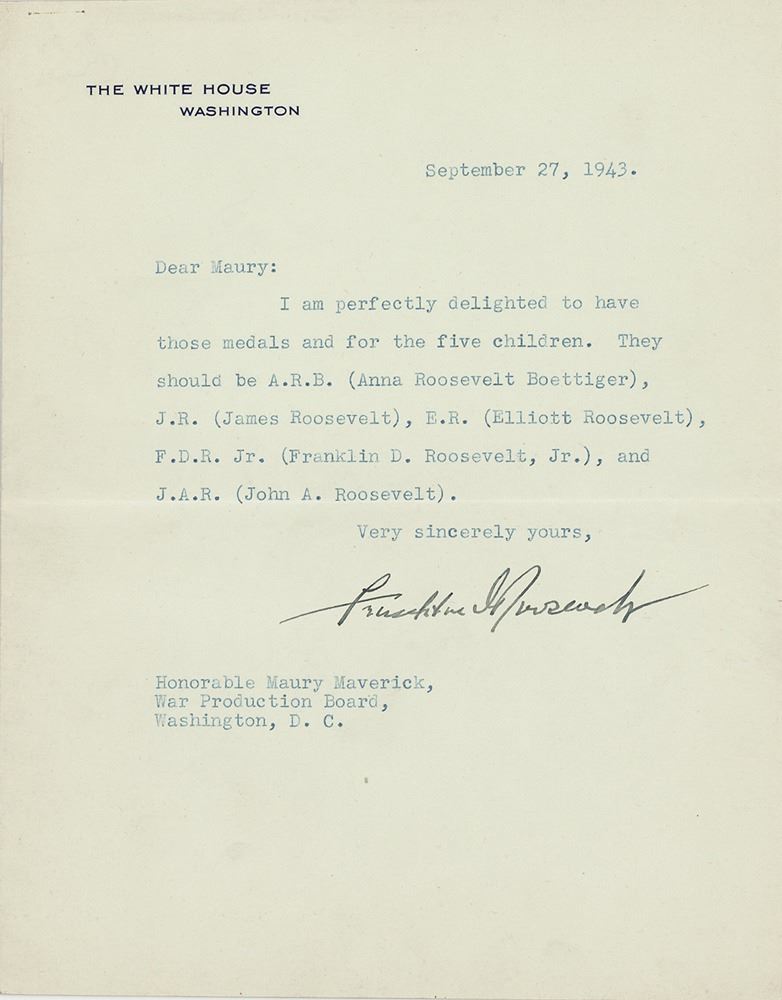 THE WHITE HOUSE
WASHINGTON
September 27, 1943.
Dear Maury:
I am perfectly delighted to have
those medals and for the five children. They
should be A.R.B. (Anna Roosevelt Boettiger),
J.R. (James Roosevelt), E.R. (Elliott Roosevelt),
F.D.R. Jr. (Franklin D. Roosevelt, Jr.), and
J.A.R. (John A. Roosevelt).
Very sincerely yours,
Franklin D Roosevelt
Honorable Maury Maverick,
War Production Board,
Washington, D. C.